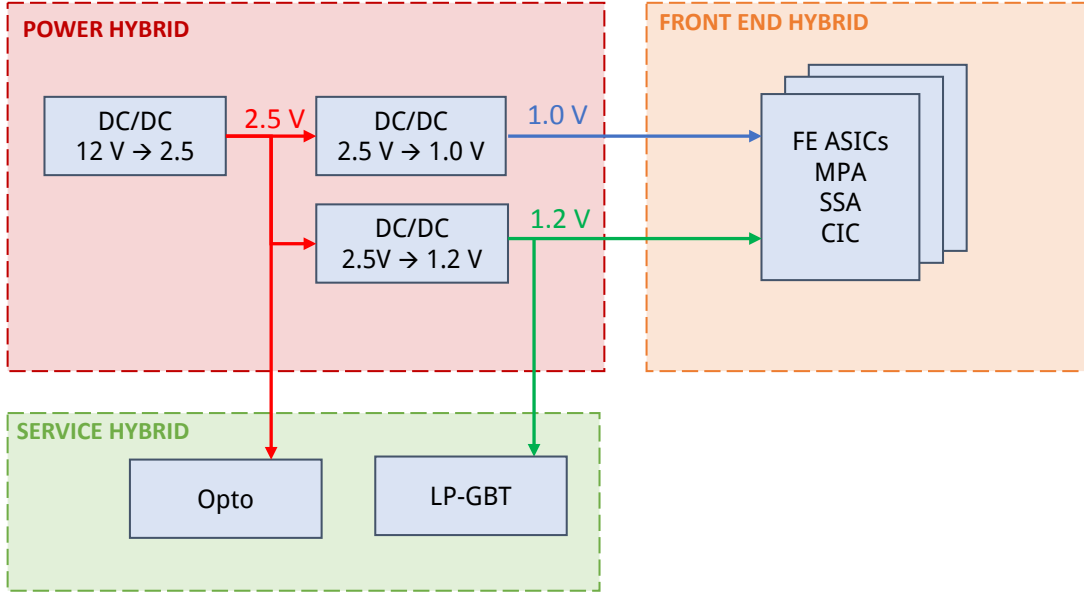 POWER HYBRID
DC/DC
12 V → 2.5
2.5 V
DC/DC
2.5 V → 1.0 V
1.0 V
DC/DC
2.5V → 1.2 V
1.2 V
FRONT END HYBRID
FE ASICs
MPA
SSA
CIC
SERVICE HYBRID
Opto
LP-GBT